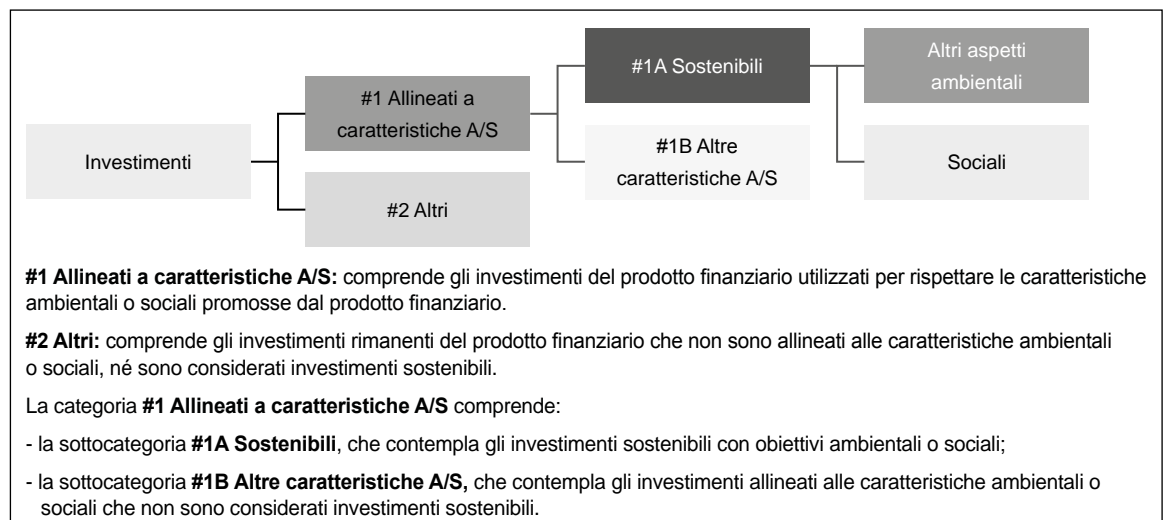 Investimenti
#1 Allineati a
caratteristiche A/S
#2 Altri
#1A Sostenibili
#1B Altre
caratteristiche A/S
Altri aspetti
ambientali
Sociali
#1 Allineati a caratteristiche A/S: comprende gli investimenti del prodotto finanziario utilizzati per rispettare le caratteristiche
ambientali o sociali promosse dal prodotto finanziario.
#2 Altri: comprende gli investimenti rimanenti del prodotto finanziario che non sono allineati alle caratteristiche ambientali
o sociali, né sono considerati investimenti sostenibili.
La categoria #1 Allineati a caratteristiche A/S comprende:
- la sottocategoria #1A Sostenibili, che contempla gli investimenti sostenibili con obiettivi ambientali o sociali;
- la sottocategoria #1B Altre caratteristiche A/S, che contempla gli investimenti allineati alle caratteristiche ambientali o
sociali che non sono considerati investimenti sostenibili.